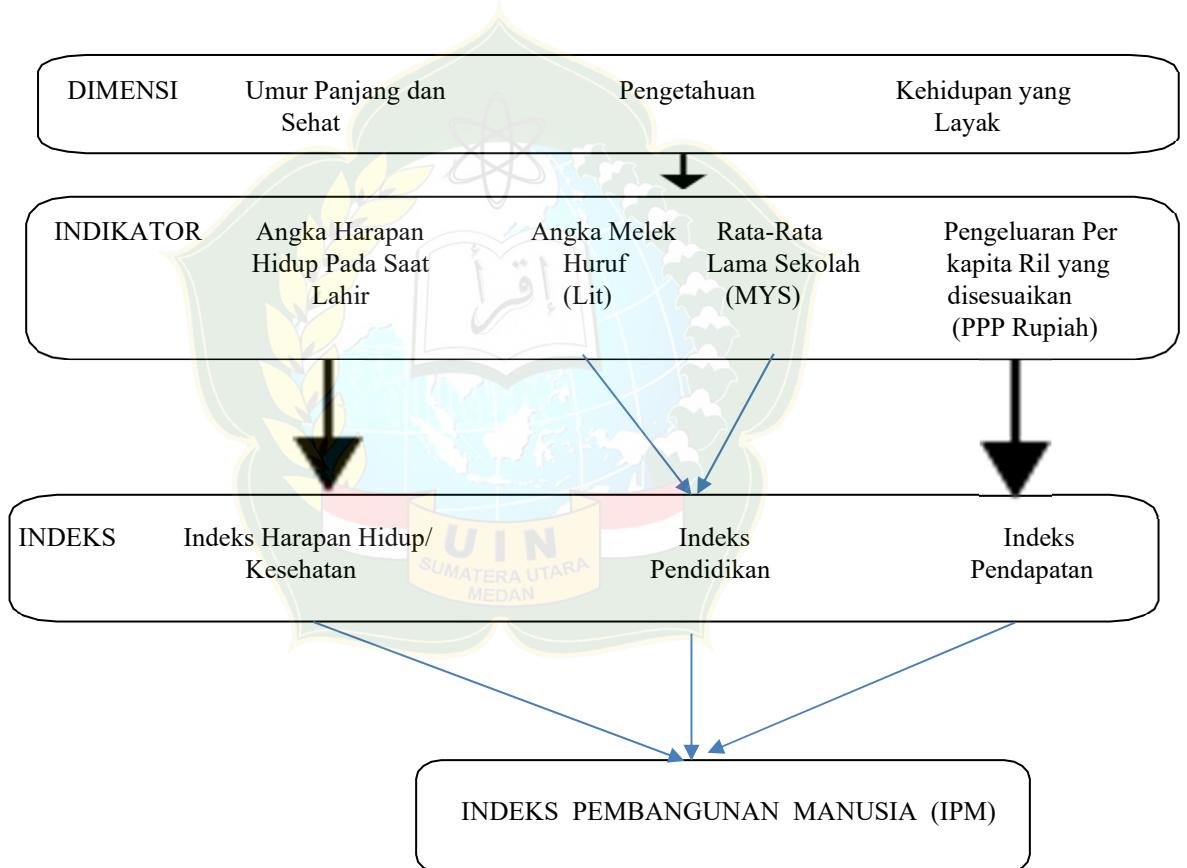 DIMENSI Umur Panjang dan Pengetahuan Kehidupan yang
Sehat Layak
INDIKATOR Angka Harapan Angka Melek Rata-Rata Pengeluaran Per
Hidup Pada Saat Huruf Lama Sekolah kapita Ril yang
Lahir (Lit) (MYS) disesuaikan
(PPP Rupiah)
اقرأ
INDEKS Indeks Harapan Hidup/ Indeks Indeks
Kesehatan Pendidikan Pendapatan
UIN
SUMATERA UTARA
MEDAN
INDEKS PEMBANGUNAN MANUSIA (IPM)